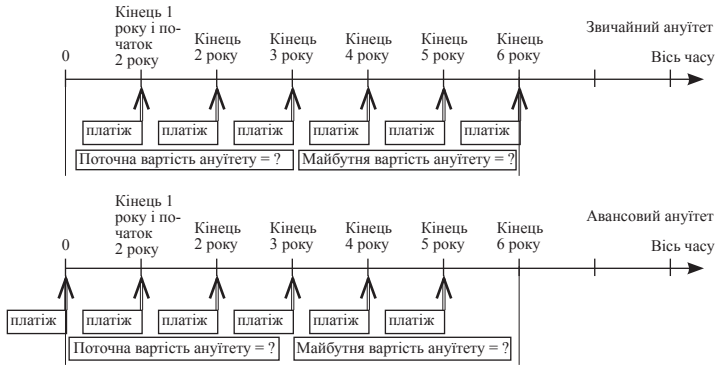 Кінець 1
року і по-
чаток
2 року
0
Кінець
2 року
Кінець
3 року
Кінець
4 року
Кінець
5 року
Кінець
6 року
Звичайний ануїтет
Вісь часу
платіж платіж платіж платіж платіж платіж
Поточна вартість ануїтету = ? Майбутня вартість ануїтету = ?
Кінець 1
року і по-
чаток
2 року
0
Кінець
2 року
Кінець
3 року
Кінець
4 року
Кінець
5 року
Кінець
6 року
Авансовий ануїтет
Вісь часу
платіж платіж платіж платіж платіж платіж
Поточна вартість ануїтету = ? Майбутня вартість ануїтету = ?